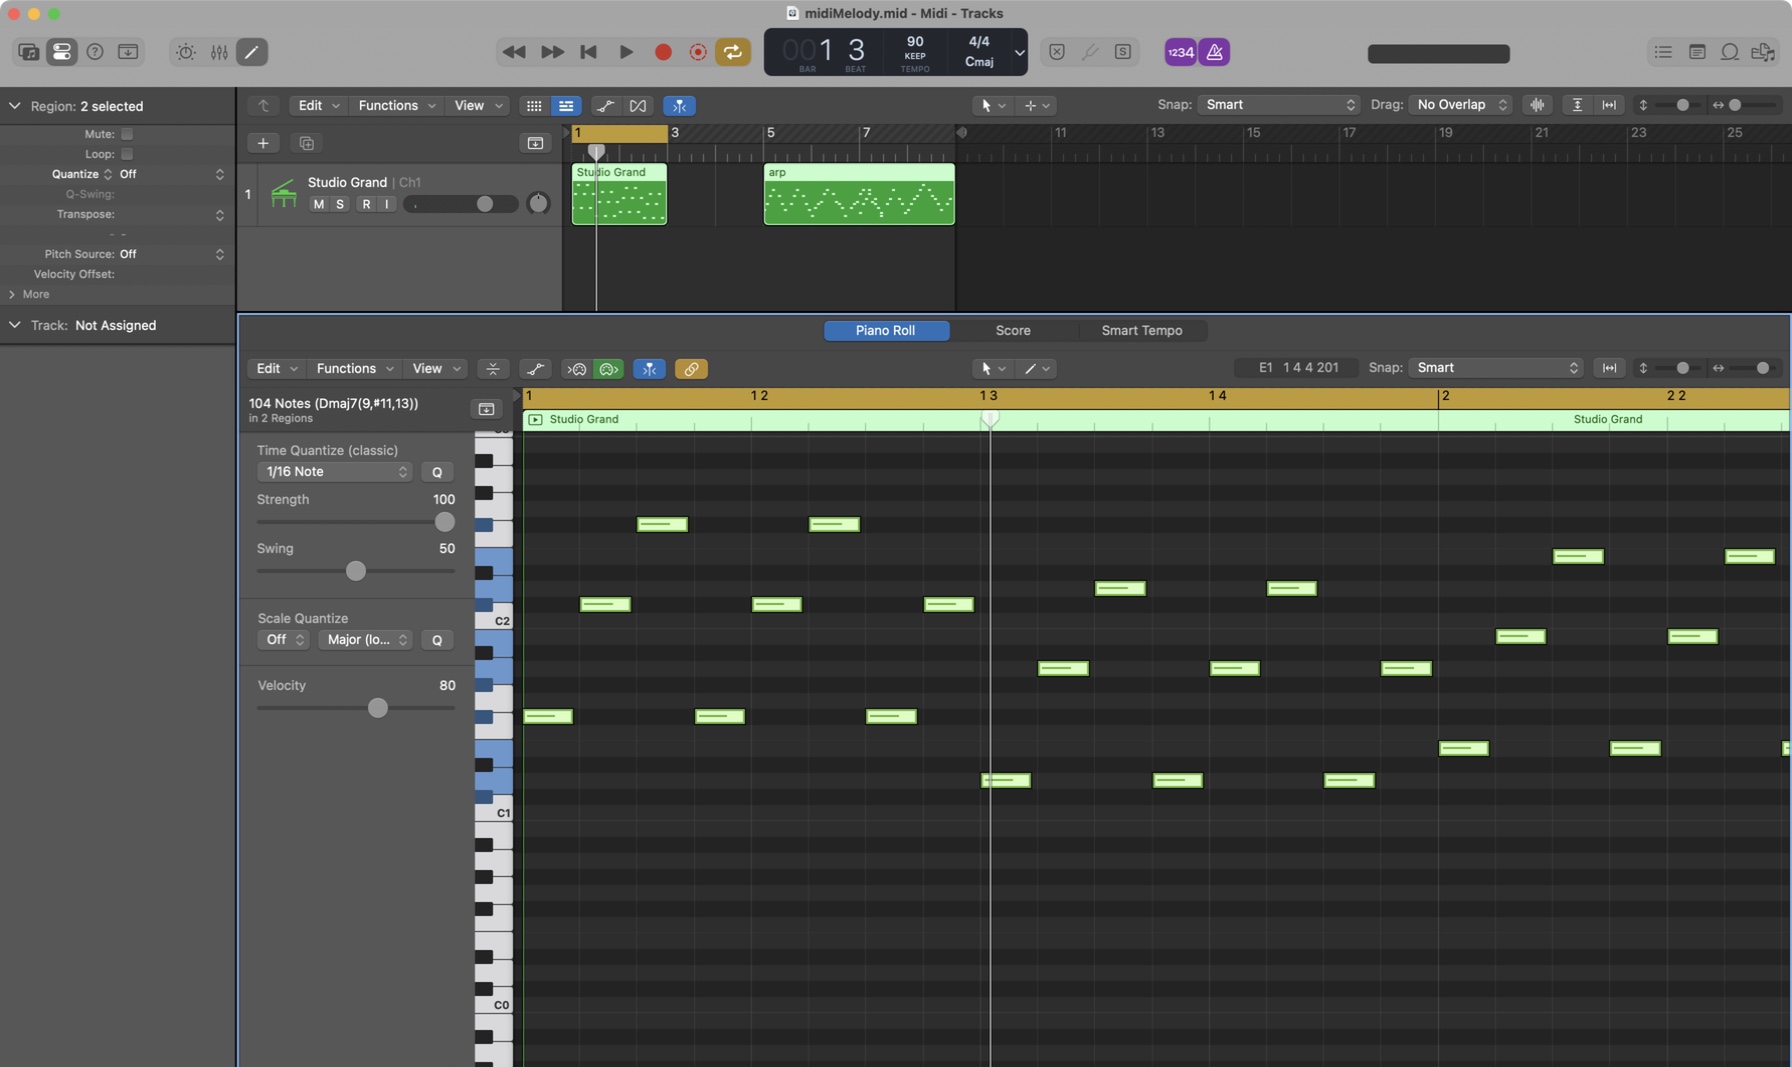 midiMelody.mid - Midi - Tracks
001 3
BAR BEAT
90
KEEP
TEMPO
4/4
Cmaj
S
1234
Region: 2 selected
Mute:
Loop:
Quantize Off
Q-Swing:
Transpose:
- -
Pitch Source: Off
Velocity Offset:
More
Track: Not Assigned
Edit Functions View
Snap: Smart Drag: No Overlap
1 3 5 7 9 11 13 15 17 19 21 23 25
1
Studio Grand | Ch1
M S R I
Studio Grand
arp
Piano Roll Score Smart Tempo
Edit Functions View
E1 1 4 4 201 Snap: Smart
104 Notes (Dmaj7(9,#11,13))
in 2 Regions
1 1 2 1 3 1 4 2 2 2
Studio Grand Studio Grand
Time Quantize (classic)
1/16 Note Q
Strength 100
Swing 50
Scale Quantize
Off Major (lo... Q
Velocity 80
C2
C1
C0